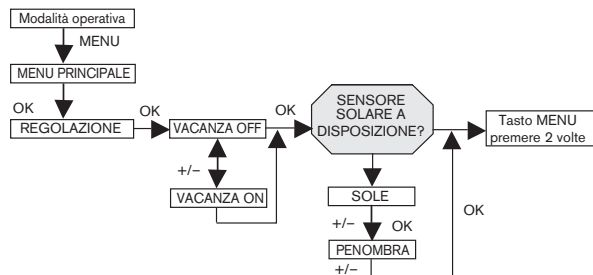 Modalità operativa
MENU
MENU PRINCIPALE
OK
REGOLAZIONE
OK
VACANZA OFF
+/–
VACANZA ON
OK
SENSORE
SOLARE A
DISPOSIZIONE?
Tasto MENU
premere 2 volte
SOLE
+/–
OK
PENOMBRA
+/–
OK